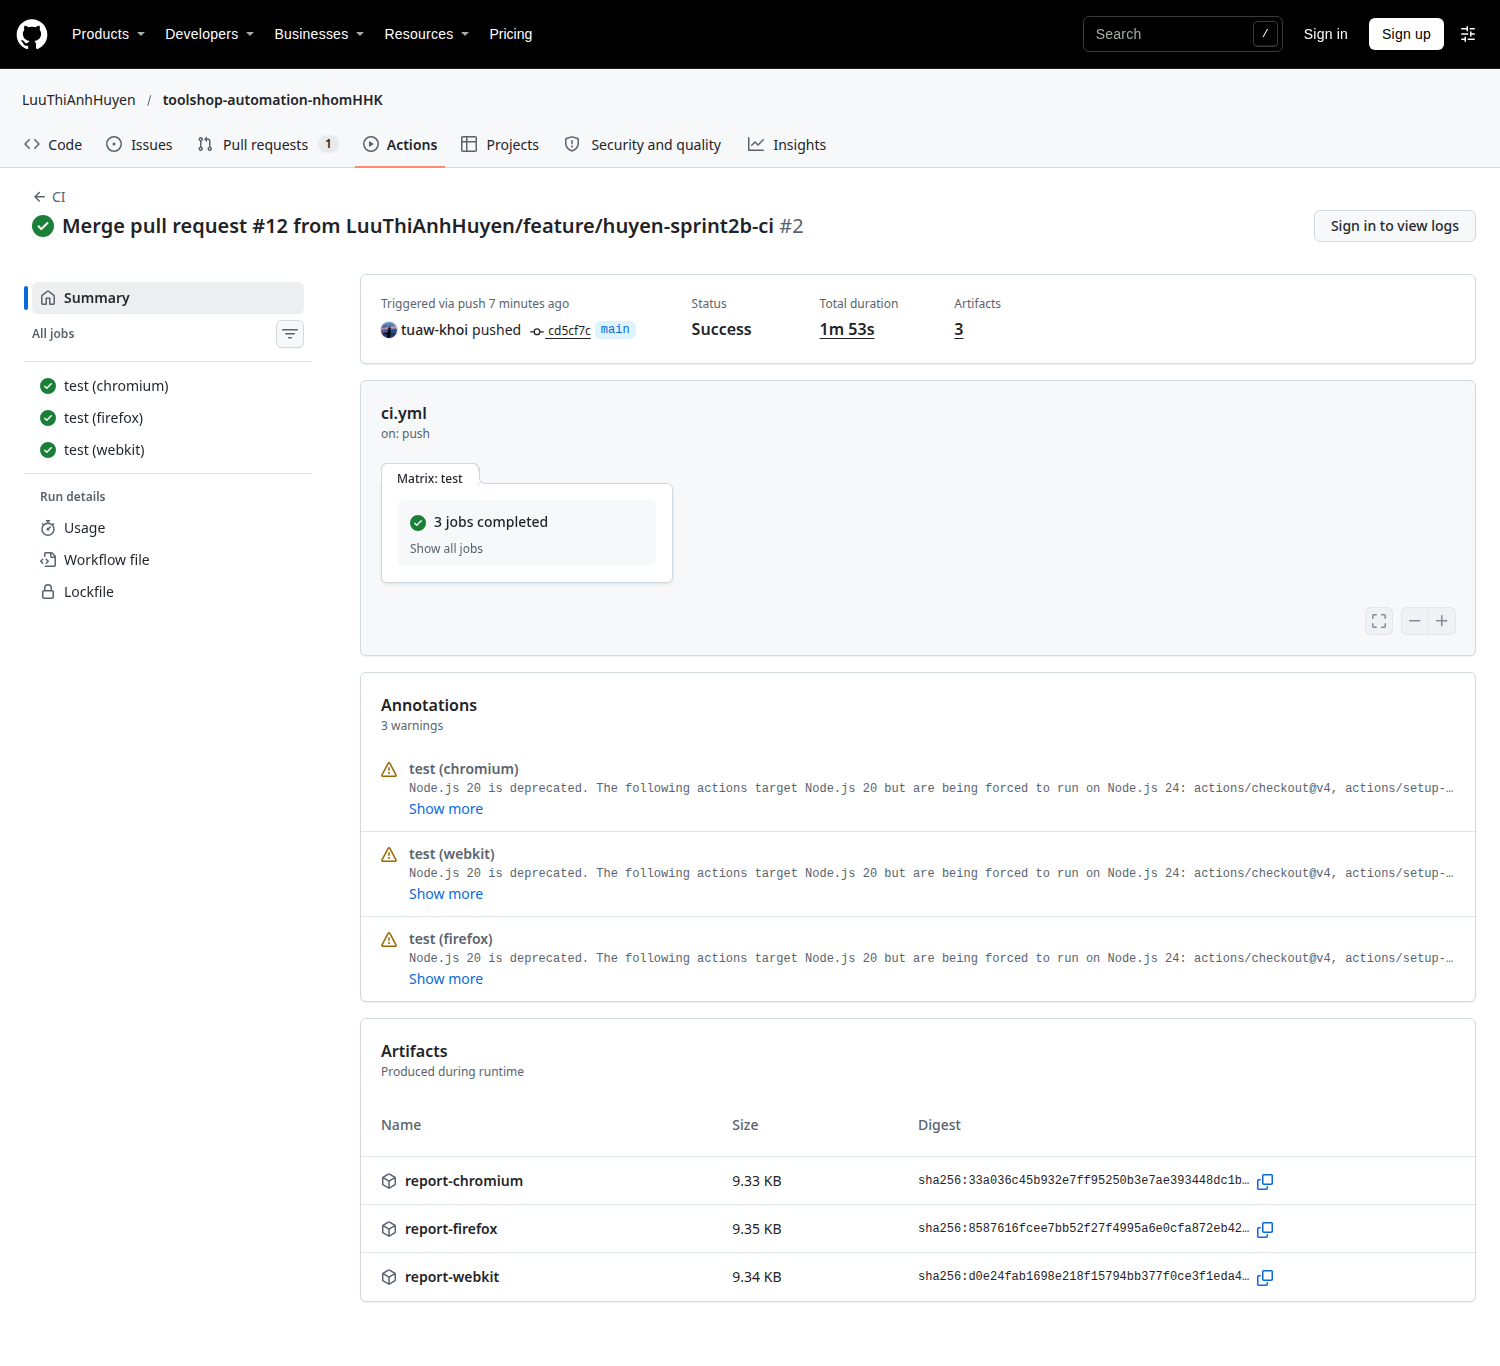 Products Developers Businesses Resources Pricing Search / Sign in Sign up
LuuThiAnhHuyen / toolshop-automation-nhomHHK
Code Issues Pull requests 1 Actions Projects Security and quality Insights
CI
Merge pull request #12 from LuuThiAnhHuyen/feature/huyen-sprint2b-ci #2
Sign in to view logs
Summary
All jobs
test (chromium)
test (firefox)
test (webkit)
Run details
Usage
Workflow file
Lockfile
Triggered via push 7 minutes ago
tuaw-khoi pushed cd5cf7c main
Status
Success
Total duration
1m 53s
Artifacts
3
ci.yml
on: push
Matrix: test
3 jobs completed
Show all jobs
Annotations
3 warnings
test (chromium)
Node.js 20 is deprecated. The following actions target Node.js 20 but are being forced to run on Node.js 24: actions/checkout@v4, actions/setup-…
Show more
test (webkit)
Node.js 20 is deprecated. The following actions target Node.js 20 but are being forced to run on Node.js 24: actions/checkout@v4, actions/setup-…
Show more
test (firefox)
Node.js 20 is deprecated. The following actions target Node.js 20 but are being forced to run on Node.js 24: actions/checkout@v4, actions/setup-…
Show more
Artifacts
Produced during runtime
Name Size Digest
report-chromium 9.33 KB sha256:33a036c45b932e7ff95250b3e7ae393448dc1b…
report-firefox 9.35 KB sha256:8587616fcee7bb52f27f4995a6e0cfa872eb42…
report-webkit 9.34 KB sha256:d0e24fab1698e218f15794bb377f0ce3f1eda4…